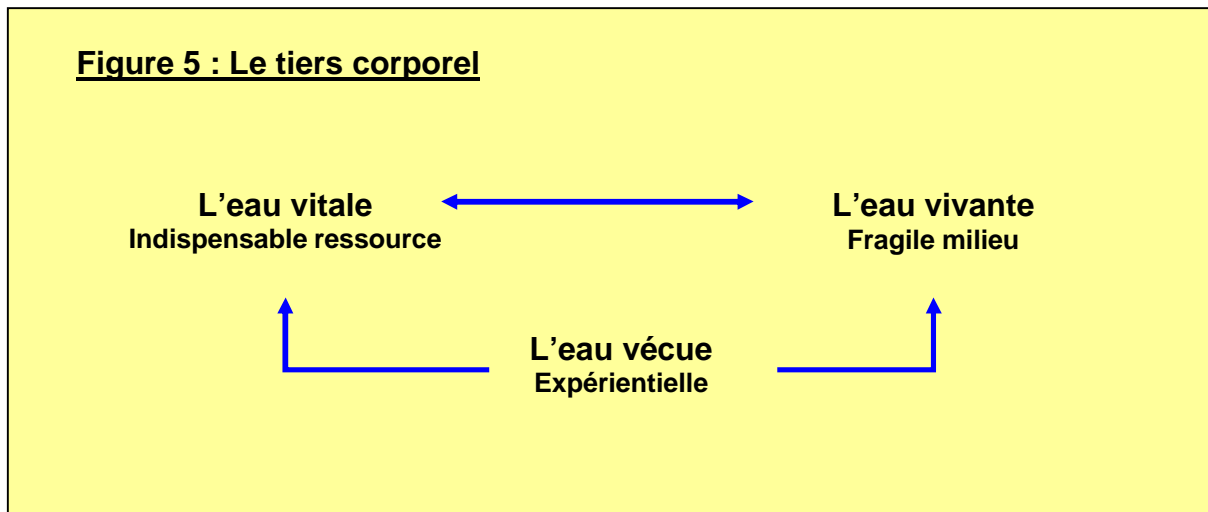 Figure 5 : Le tiers corporel
L’eau vitale
Indispensable ressource
L’eau vivante
Fragile milieu
L’eau vécue
Expérientielle